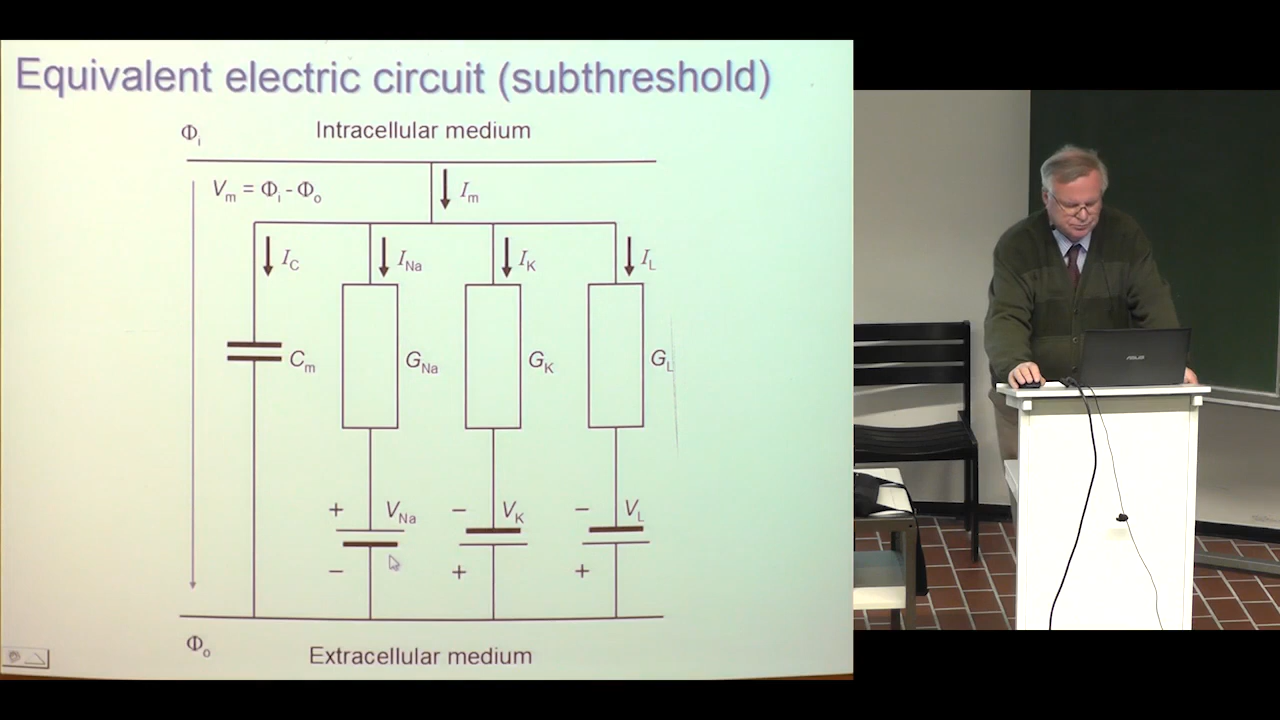 Equivalent electric circuit (subthreshold)
Φi Intracellular medium
Vm = Φi - Φo
Im
IC INa IK IL
Cm GNa GK GL
+ VNa − VK − VL
− + +
Φo
Extracellular medium
ASUS